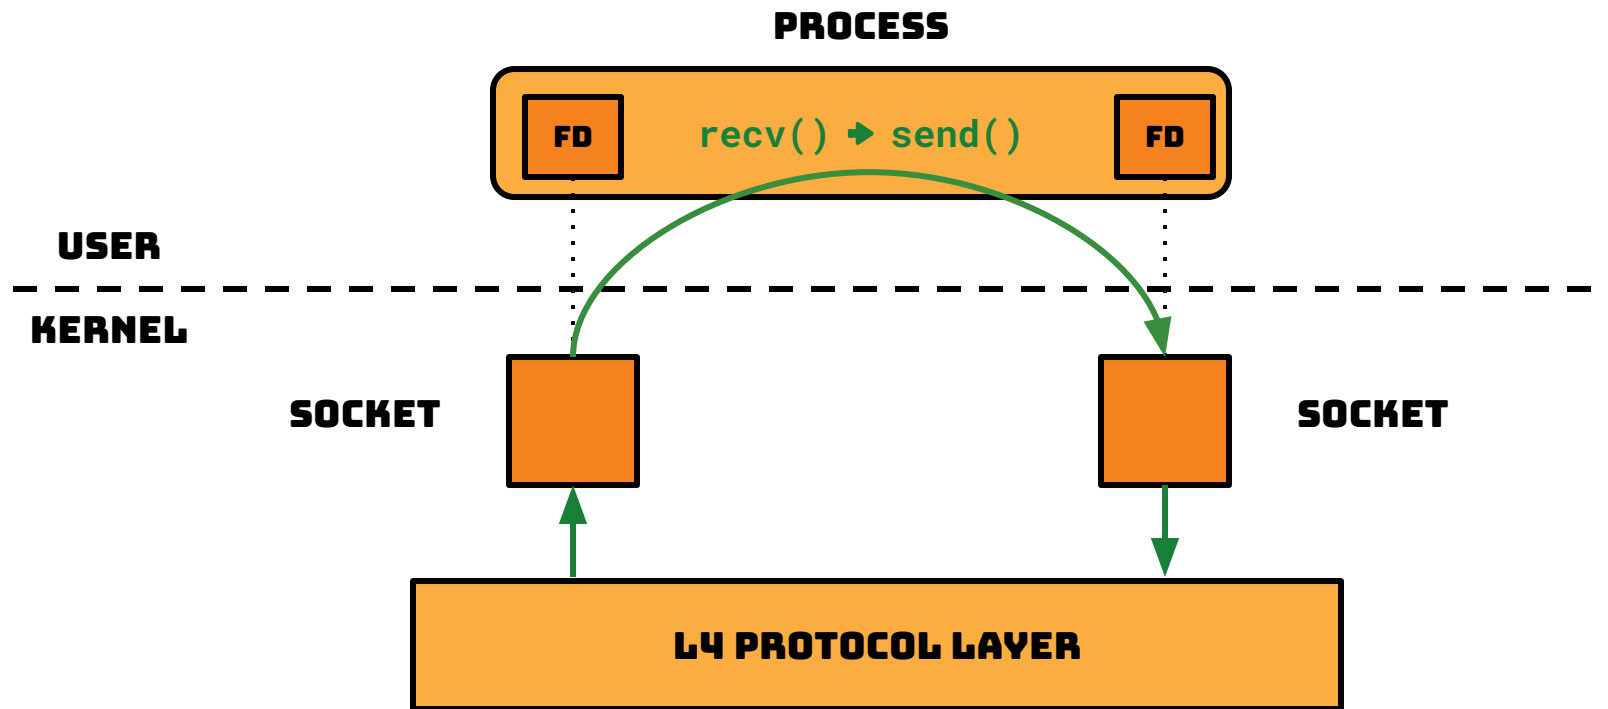 PROCESS
FD recv() → send() FD
USER
KERNEL
SOCKET SOCKET
L4 PROTOCOL LAYER